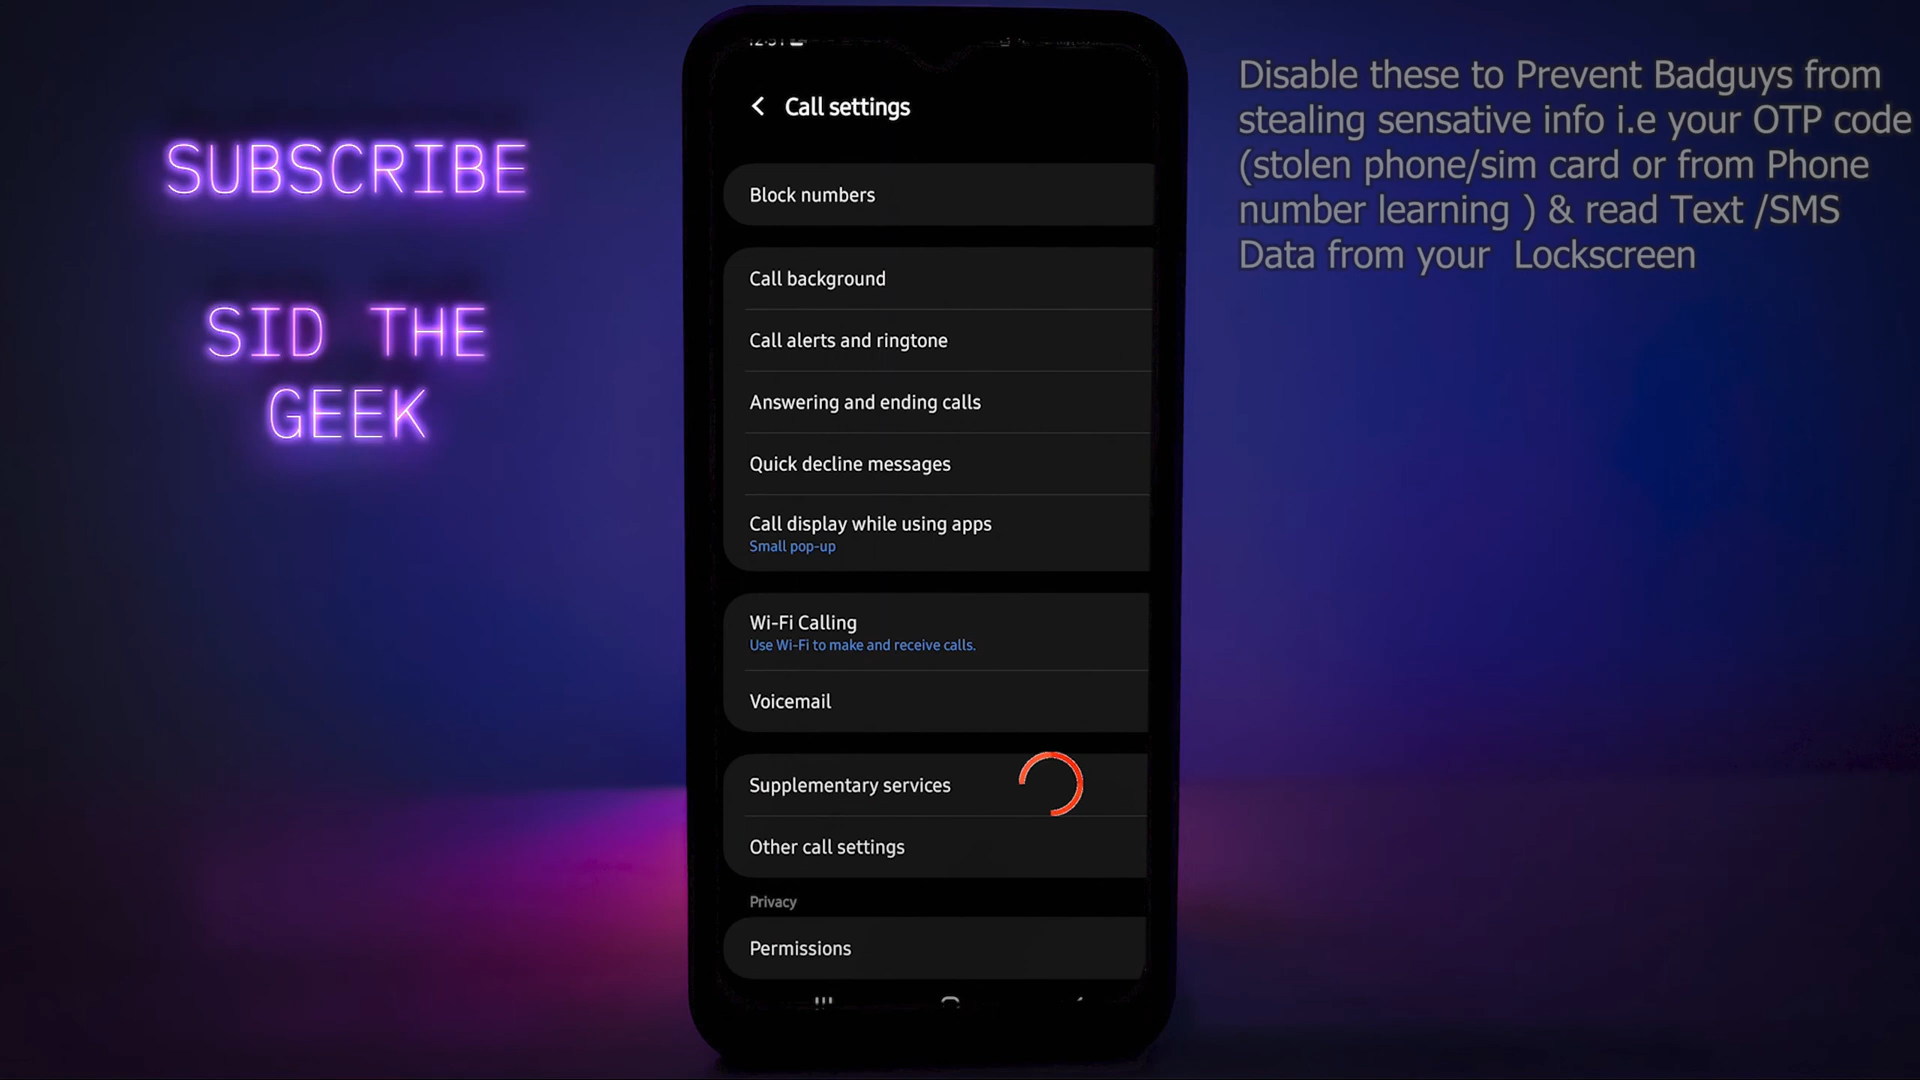 SUBSCRIBE
SID THE
GEEK
Call settings
Block numbers
Call background
Call alerts and ringtone
Answering and ending calls
Quick decline messages
Call display while using apps
Small pop-up
Wi-Fi Calling
Use Wi-Fi to make and receive calls.
Voicemail
Supplementary services
Other call settings
Privacy
Permissions
Disable these to Prevent Badguys from
stealing sensative info i.e your OTP code
(stolen phone/sim card or from Phone
number learning ) & read Text /SMS
Data from your Lockscreen